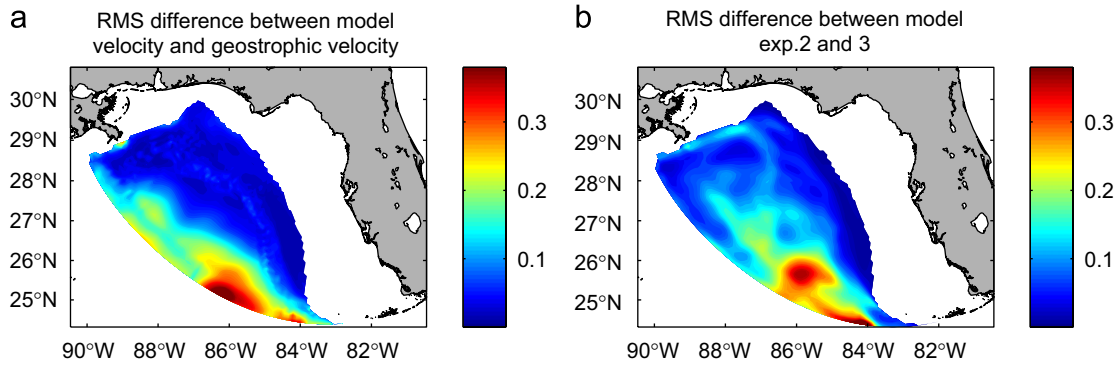 a
RMS difference between model
velocity and geostrophic velocity
30°N
29°N
28°N
27°N
26°N
25°N
90°W 88°W 86°W 84°W 82°W
0.3
0.2
0.1
b
RMS difference between model
exp.2 and 3
30°N
29°N
28°N
27°N
26°N
25°N
90°W 88°W 86°W 84°W 82°W
0.3
0.2
0.1